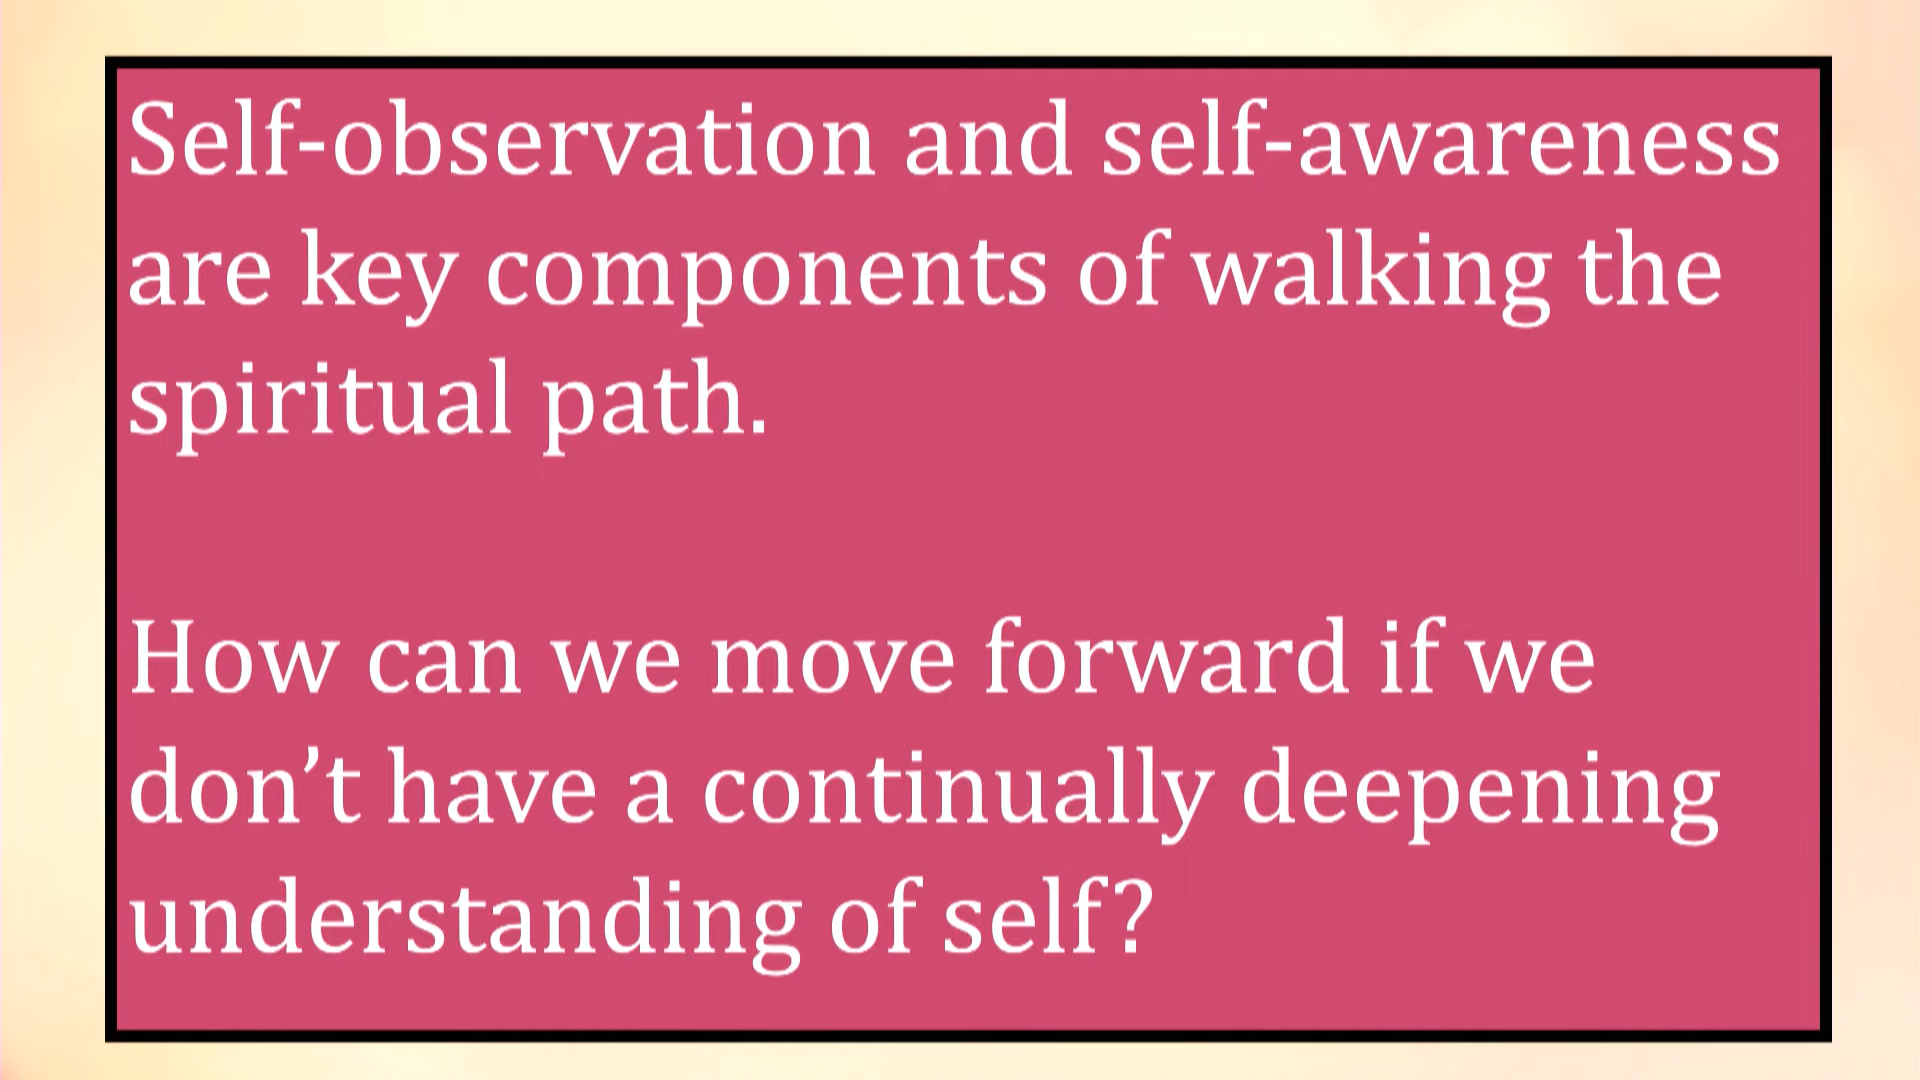 Self-observation and self-awareness
are key components of walking the
spiritual path.
How can we move forward if we
don’t have a continually deepening
understanding of self?